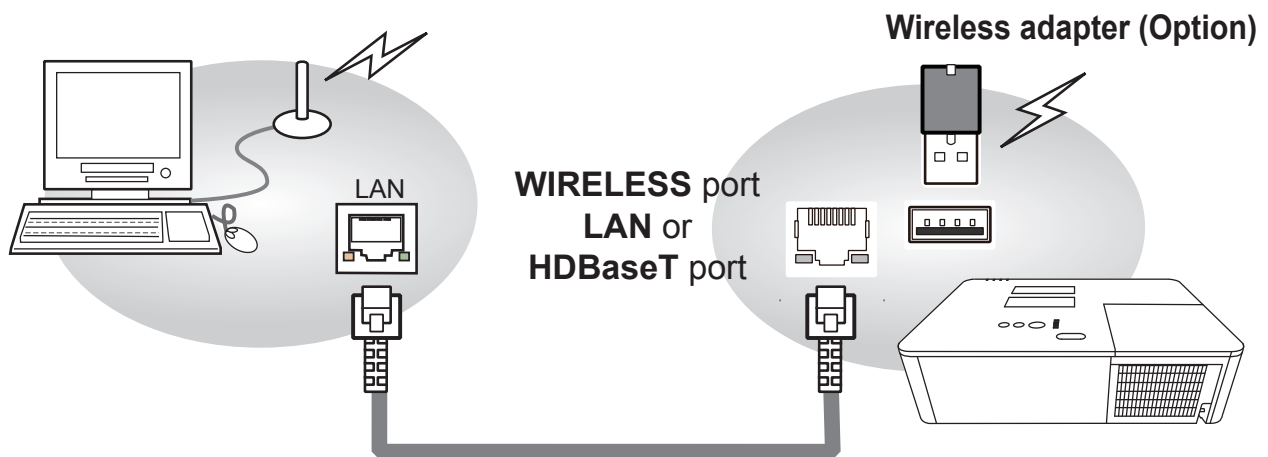 Wireless adapter (Option)
LAN
WIRELESS port
LAN or
HDBaseT port